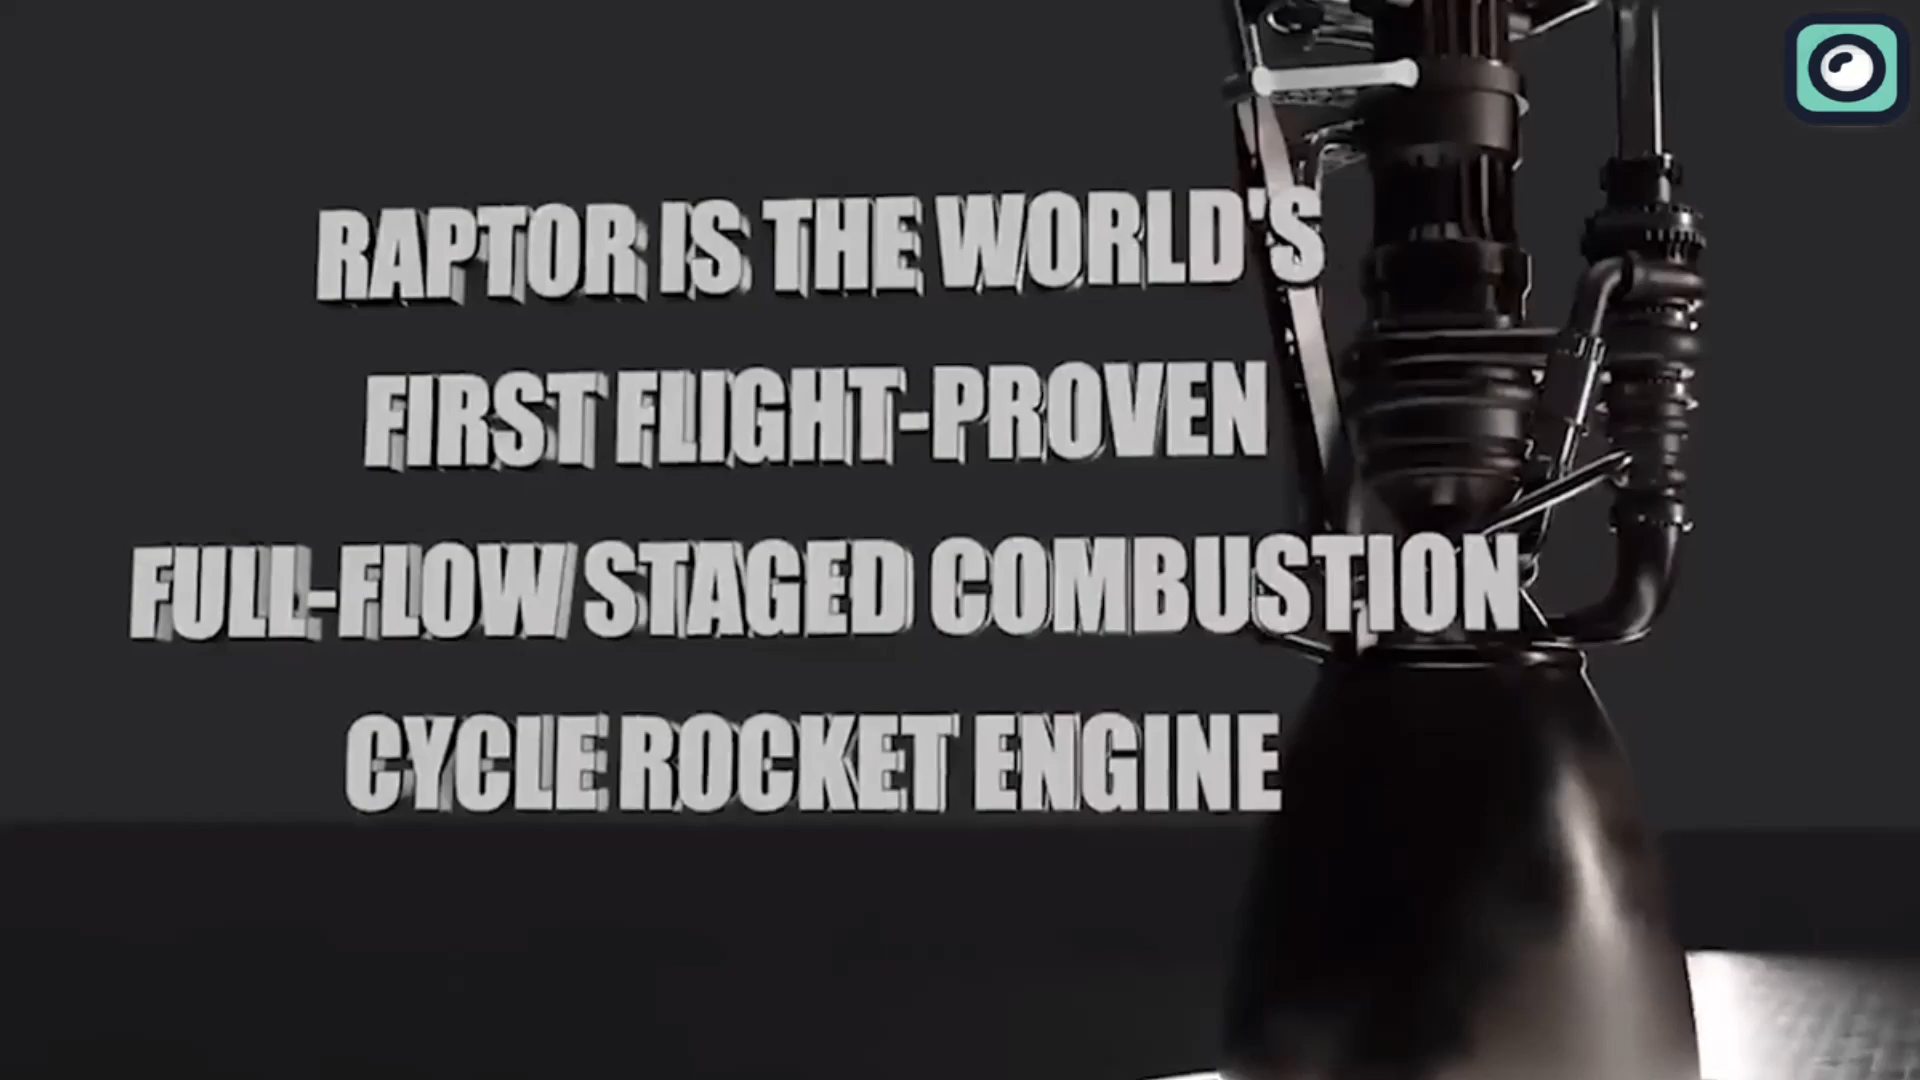 RAPTOR IS THE WORLD'S
FIRST FLIGHT-PROVEN
FULL-FLOW STAGED COMBUSTION
CYCLE ROCKET ENGINE